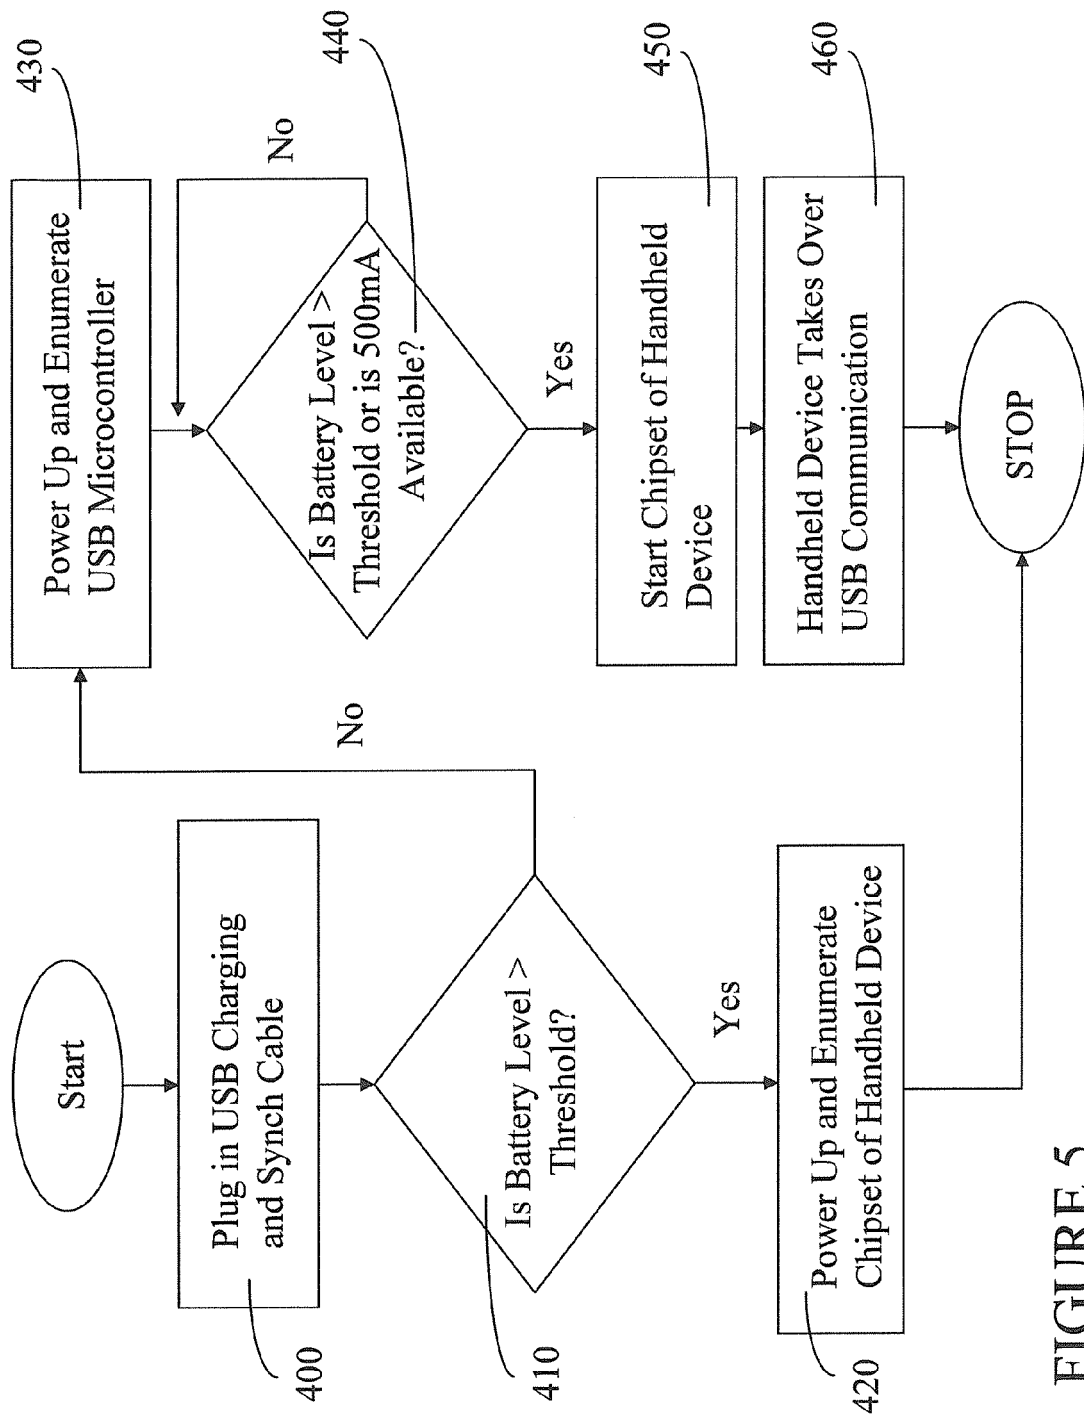 Start
Plug in USB Charging
and Synch Cable
400
Is Battery Level >
Threshold?
410
No
Yes
Power Up and Enumerate
Chipset of Handheld Device
420
430
Power Up and Enumerate
USB Microcontroller
Is Battery Level >
Threshold or is 500mA
Available?
440
No
Yes
Start Chipset of Handheld
Device
450
Handheld Device Takes Over
USB Communication
460
STOP
FIGURE 5